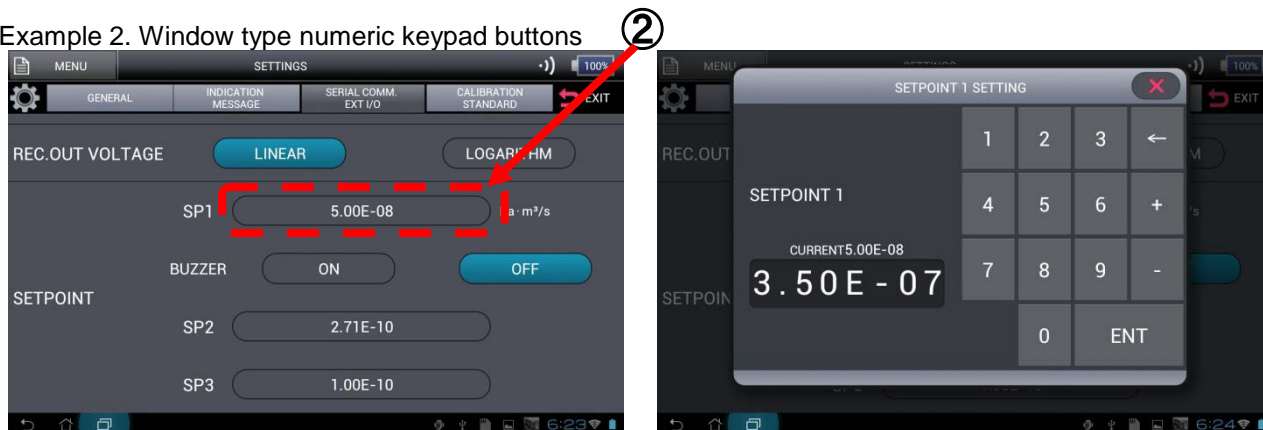 Example 2. Window type numeric keypad buttons
②
MENU SETTINGS 100%
GENERAL INDICATION MESSAGE SERIAL COMM. EXT I/O CALIBRATION STANDARD EXIT
REC.OUT VOLTAGE LINEAR LOGARITHM
SP1 5.00E-08 Pa·m³/s
BUZZER ON OFF
SETPOINT
SP2 2.71E-10
SP3 1.00E-10
6:23
MENU SETTINGS 100%
SETPOINT 1 SETTING X
EXIT
REC.OUT
1 2 3 ←
SETPOINT 1
4 5 6 +
CURRENT5.00E-08
3.50E-07
7 8 9 -
SETPOIN
0 ENT
6:24